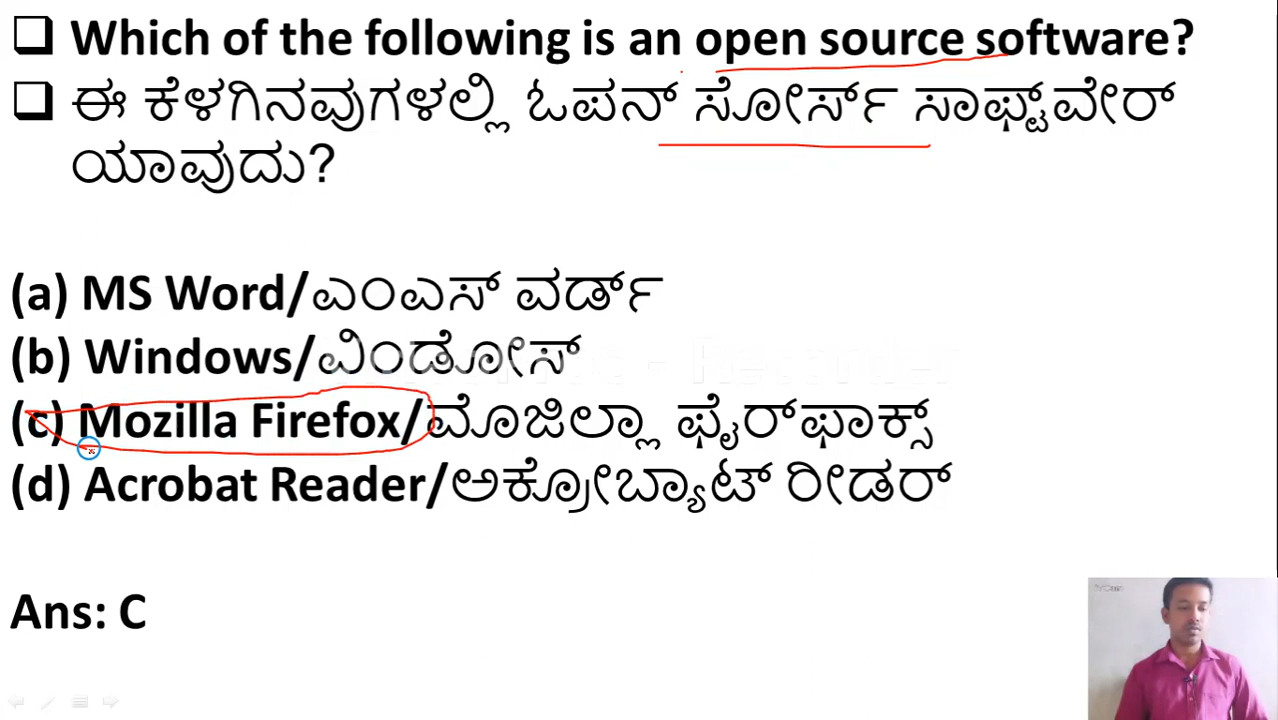 Which of the following is an open source software?
ಈ ಕೆಳಗಿನವುಗಳಲ್ಲಿ ಓಪನ್ ಸೋರ್ಸ್ ಸಾಫ್ಟ್‌ವೇರ್
ಯಾವುದು?
(a) MS Word/ಎಂಎಸ್ ವರ್ಡ್
(b) Windows/ವಿಂಡೋಸ್
(c) Mozilla Firefox/ಮೊಜಿಲ್ಲಾ ಫೈರ್‌ಫಾಕ್ಸ್
(d) Acrobat Reader/ಅಕ್ರೋಬ್ಯಾಟ್ ರೀಡರ್
Ans: C